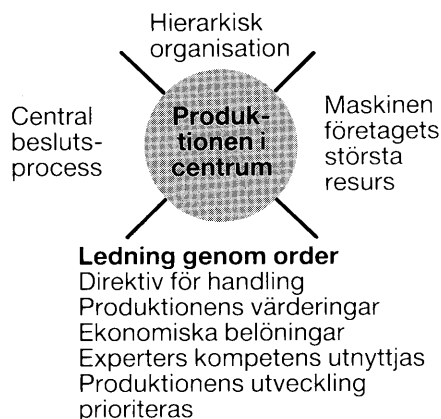 Hierarkisk
organisation
Central
besluts-
process
Produk-
tionen i
centrum
Maskinen
företagets
största
resurs
Ledning genom order
Direktiv för handling
Produktionens värderingar
Ekonomiska belöningar
Experters kompetens utnyttjas
Produktionens utveckling
prioriteras